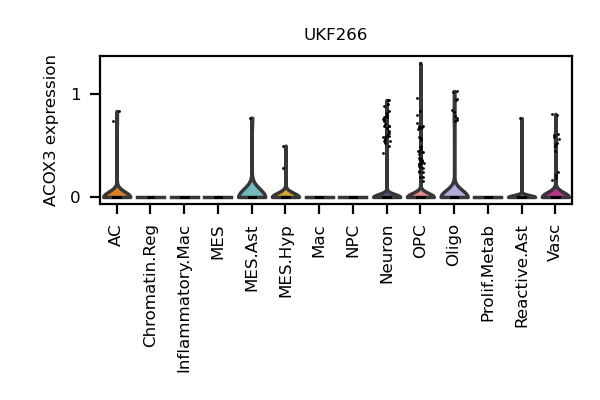 UKF266
ACOX3 expression
1
0
AC
Chromatin.Reg
Inflammatory.Mac
MES
MES.Ast
MES.Hyp
Mac
NPC
Neuron
OPC
Oligo
Prolif.Metab
Reactive.Ast
Vasc